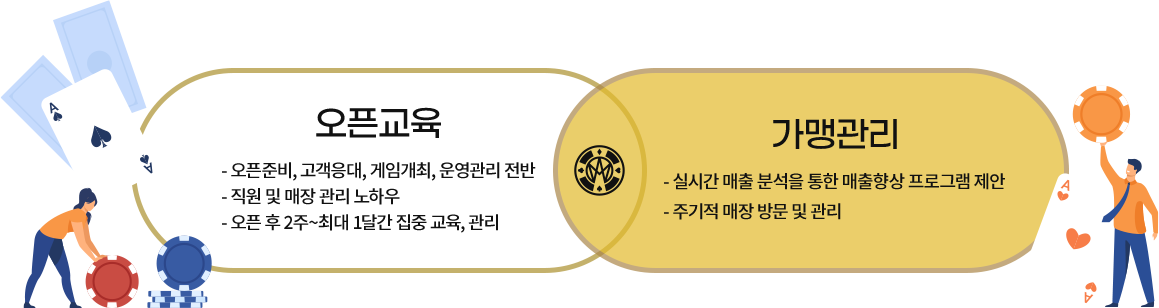 오픈교육
- 오픈준비, 고객응대, 게임개최, 운영관리 전반
- 직원 및 매장 관리 노하우
- 오픈 후 2주~최대 1달간 집중 교육, 관리
가맹관리
- 실시간 매출 분석을 통한 매출향상 프로그램 제안
- 주기적 매장 방문 및 관리
A
A
A
A